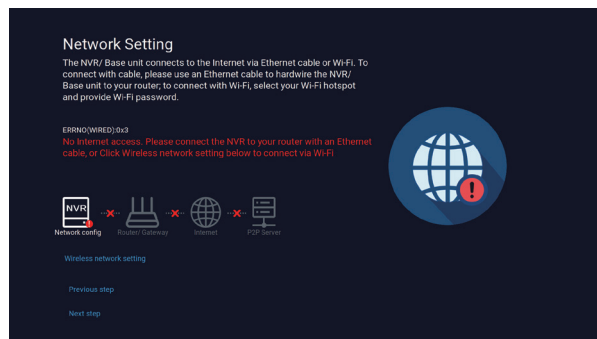 Network Setting
The NVR/ Base unit connects to the Internet via Ethernet cable or Wi-Fi. To
connect with cable, please use an Ethernet cable to hardwire the NVR/
Base unit to your router; to connect with Wi-Fi, select your Wi-Fi hotspot
and provide Wi-Fi password.
ERRNO(WIRED):0x3
No Internet access. Please connect the NVR to your router with an Ethernet
cable, or Click Wireless network setting below to connect via Wi-Fi
NVR
Network config Router/ Gateway Internet P2P Server
Wireless network setting
Previous step
Next step